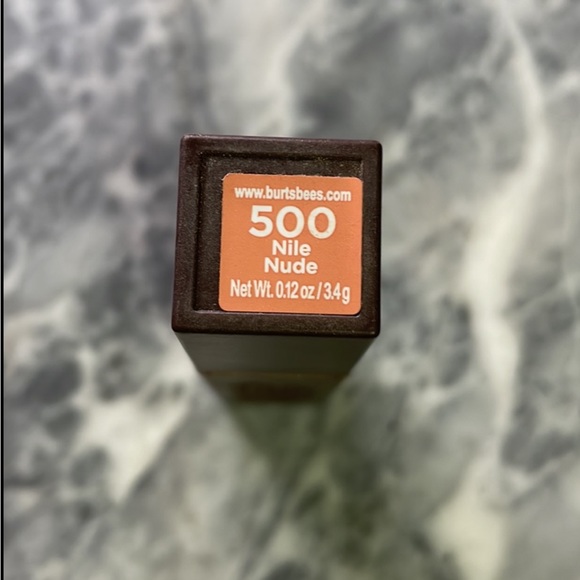 www.burtsbees.com
500
Nile
Nude
Net Wt. 0.12 oz / 3.4 g